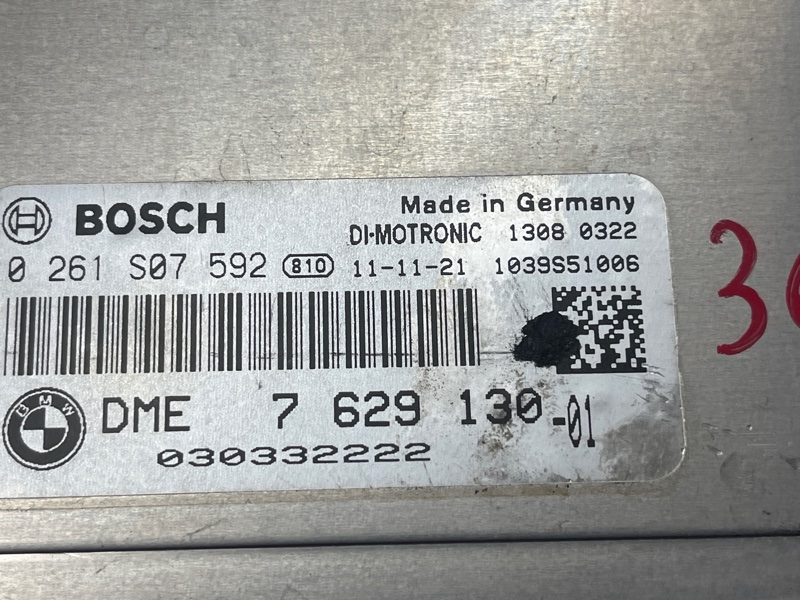 BOSCH Made in Germany
DI-MOTRONIC 1308 0322
0 261 S07 592 810 11-11-21 1039S51006
BMW DME 7 629 130-01
030332222